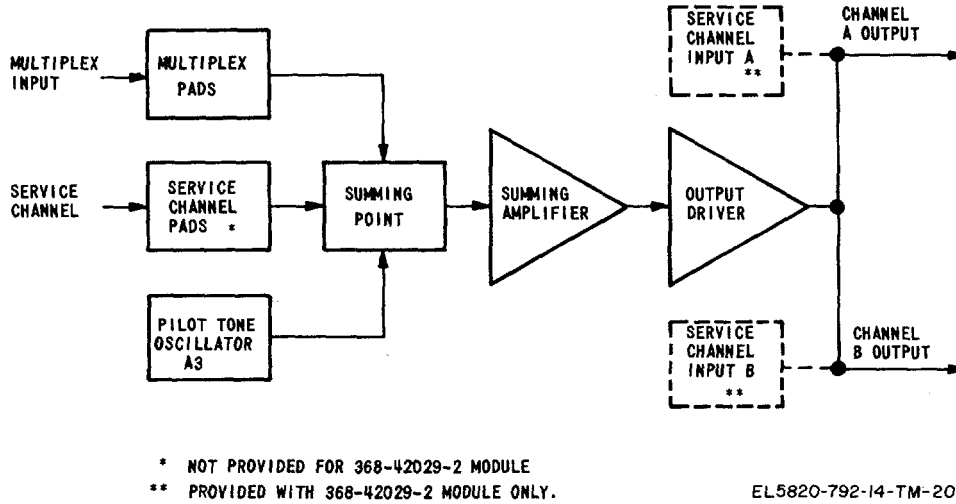 MULTIPLEX
INPUT
MULTIPLEX
PADS
SERVICE
CHANNEL
INPUT A
**
CHANNEL
A OUTPUT
SERVICE
CHANNEL
SERVICE
CHANNEL
PADS *
SUMMING
POINT
SUMMING
AMPLIFIER
OUTPUT
DRIVER
PILOT TONE
OSCILLATOR
A3
SERVICE
CHANNEL
INPUT B
**
CHANNEL
B OUTPUT
* NOT PROVIDED FOR 368-42029-2 MODULE
** PROVIDED WITH 368-42029-2 MODULE ONLY.
EL5820-792-14-TM-20